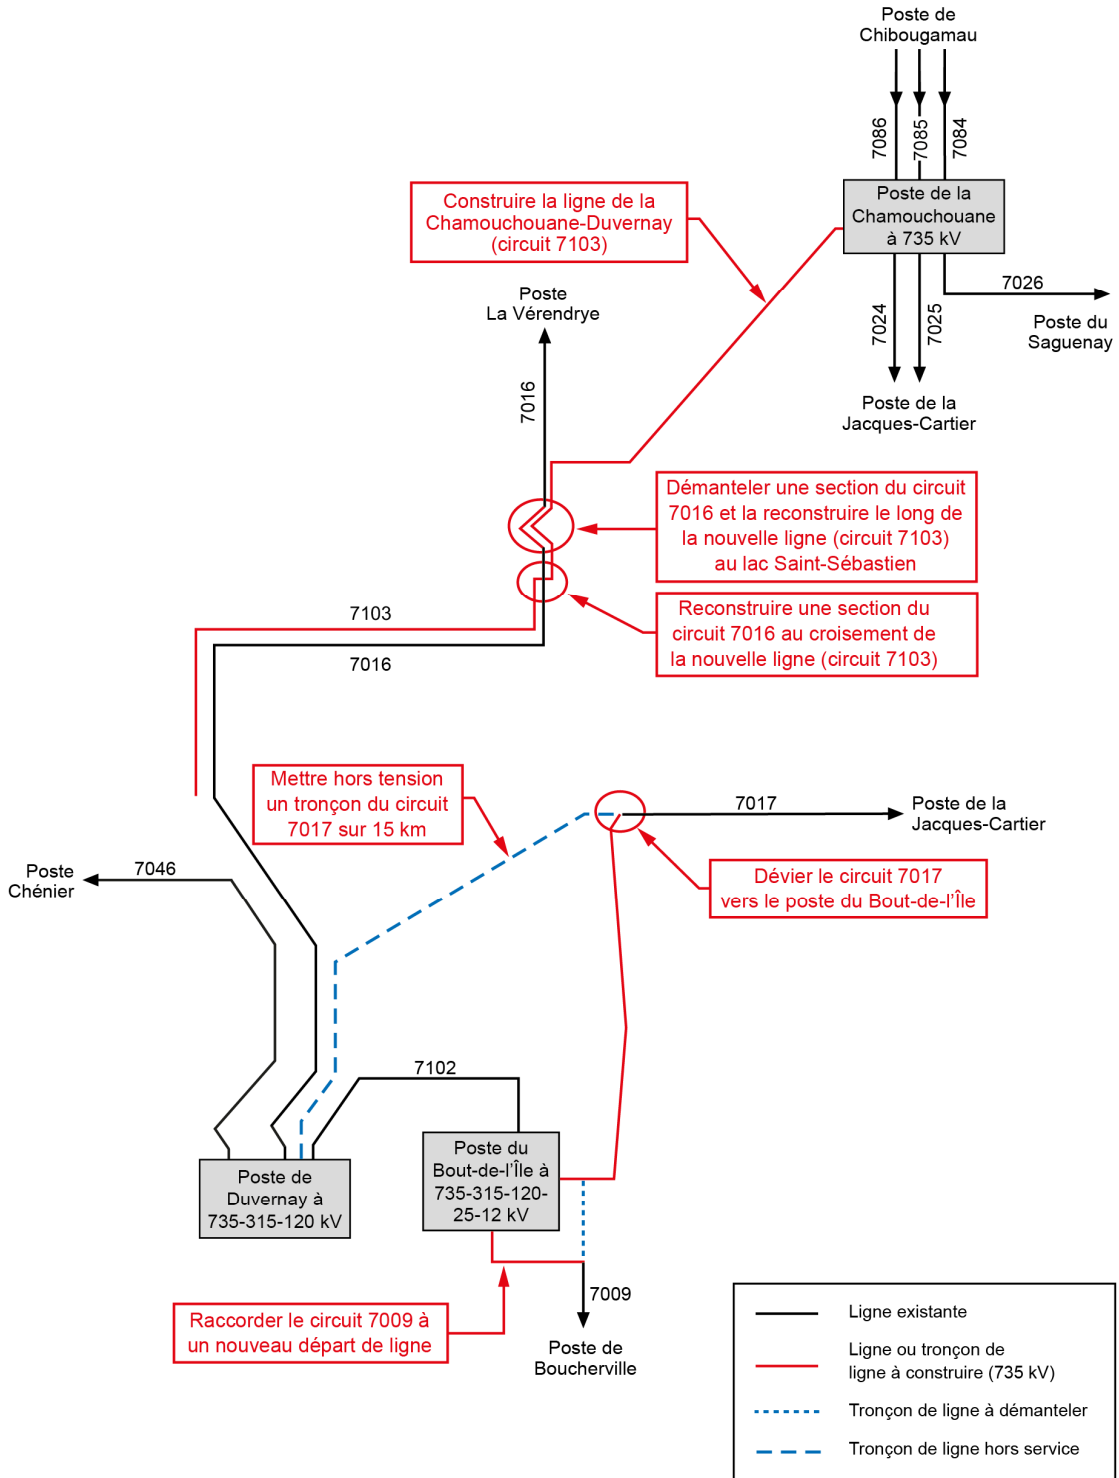 Poste de
Chibougamau
7086
7085
7084
Poste de la
Chamouchouane
à 735 kV
Construire la ligne de la
Chamouchouane-Duvernay
(circuit 7103)
7026
Poste du
Saguenay
7024
7025
Poste de la
Jacques-Cartier
Poste
La Vérendrye
7016
Démanteler une section du circuit
7016 et la reconstruire le long de
la nouvelle ligne (circuit 7103)
au lac Saint-Sébastien
Reconstruire une section du
circuit 7016 au croisement de
la nouvelle ligne (circuit 7103)
7103
7016
Mettre hors tension
un tronçon du circuit
7017 sur 15 km
7017
Poste de la
Jacques-Cartier
Poste
Chénier
7046
Dévier le circuit 7017
vers le poste du Bout-de-l'Île
7102
Poste du
Bout-de-l'Île à
735-315-120-
25-12 kV
Poste de
Duvernay à
735-315-120 kV
7009
Raccorder le circuit 7009 à
un nouveau départ de ligne
Poste de
Boucherville
Ligne existante
Ligne ou tronçon de
ligne à construire (735 kV)
Tronçon de ligne à démanteler
Tronçon de ligne hors service